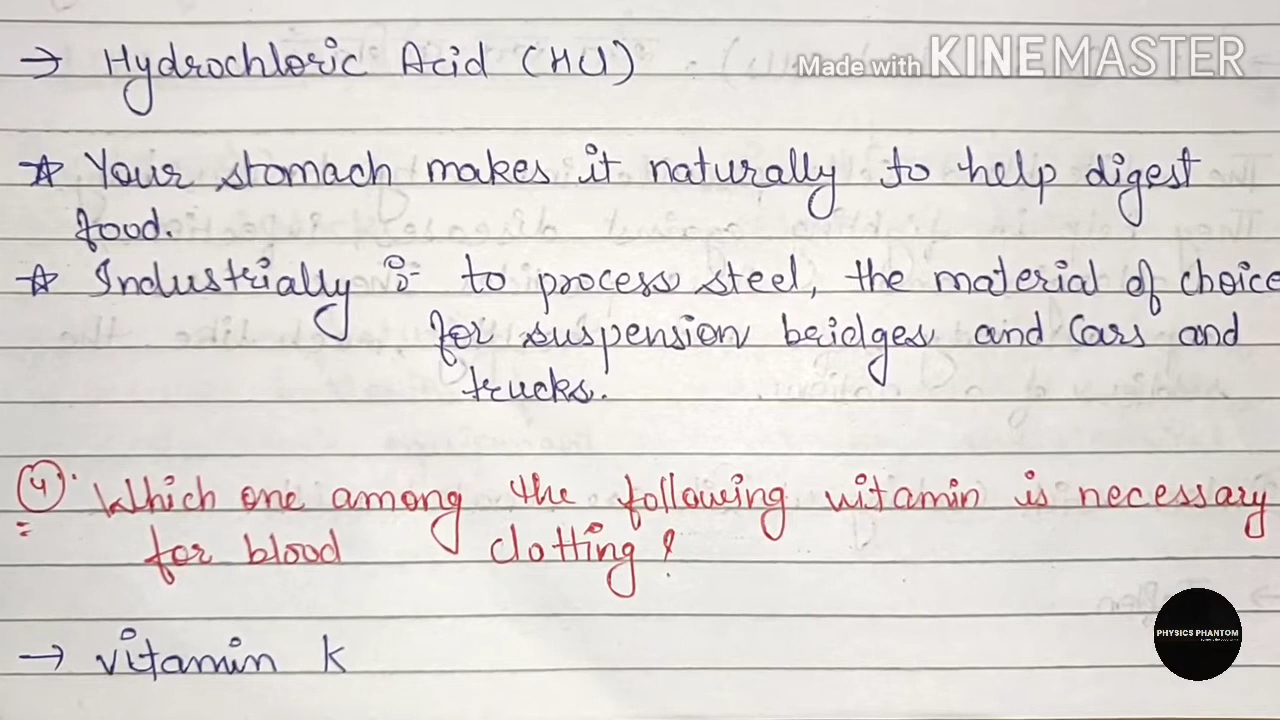 → Hydrochloric Acid (HCl)
Made with KINEMASTER
☆ Your stomach makes it naturally to help digest
food.
☆ Industrially :- to process steel, the material of choice
for suspension bridges and Cars and
trucks.
(4) Which one among the following vitamin is necessary
for blood clotting?
PHYSICS PHANTOM
→ vitamin k